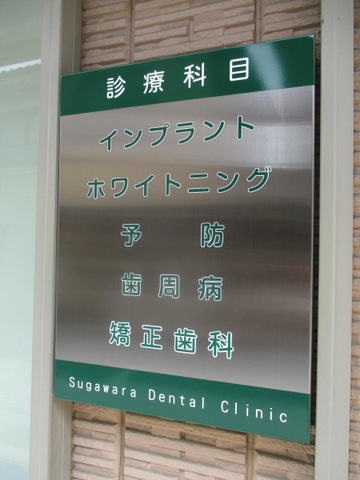 診療科目
インプラント
ホワイトニング
予防
歯周病
矯正歯科
Sugawara Dental Clinic